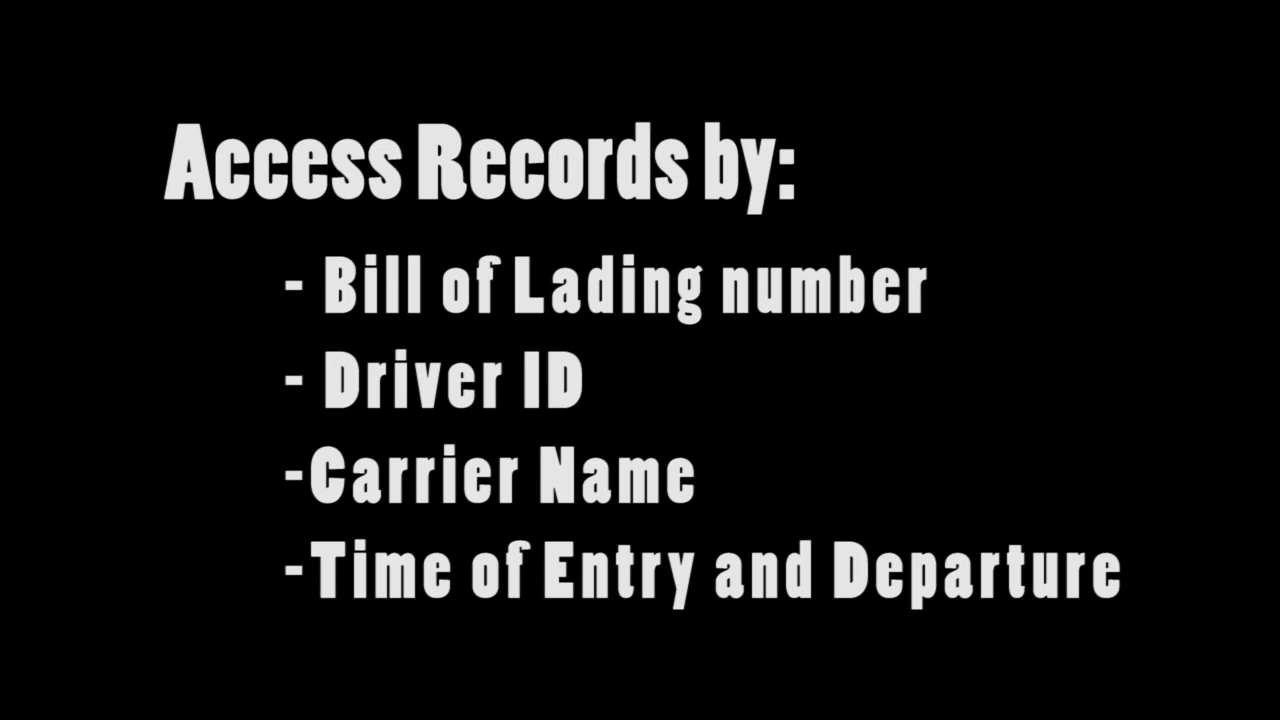 Access Records by:
- Bill of Lading number
- Driver ID
-Carrier Name
-Time of Entry and Departure